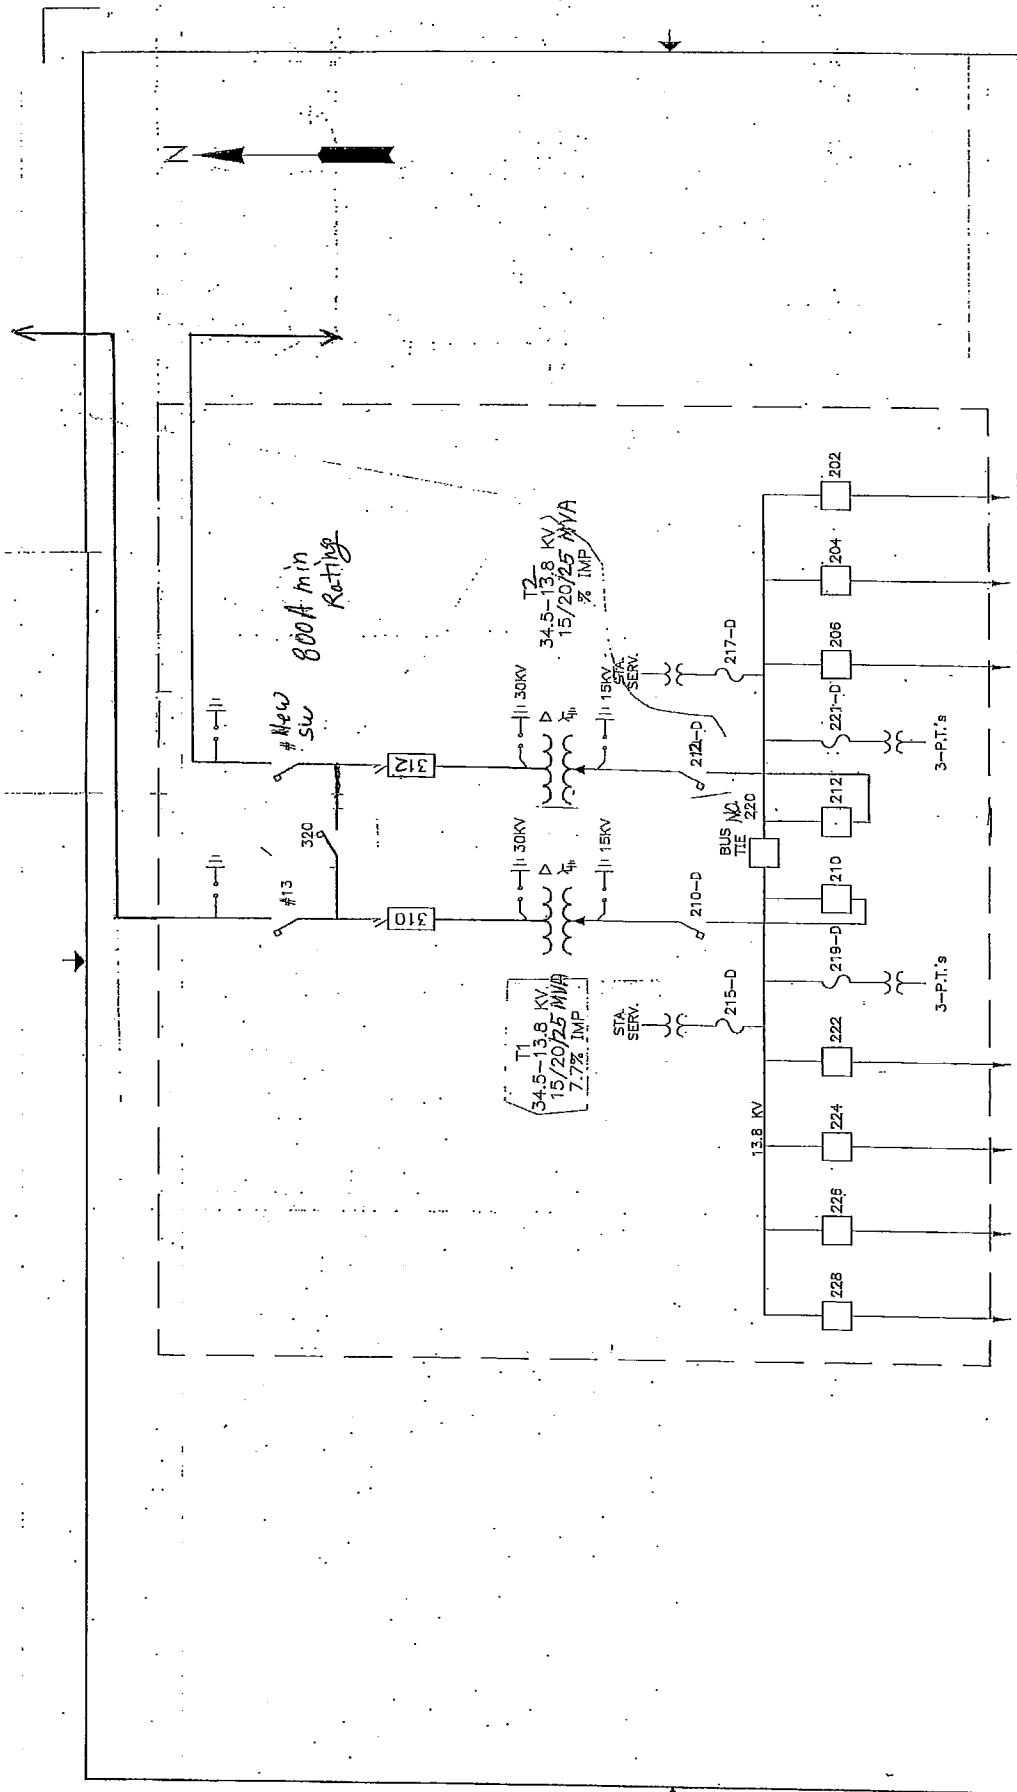 N
800A min
Rating
#New
SW
#13
320
312
310
30KV
30KV
T2
34.5-13.8 KV
15/20/25 MVA
% IMP
T1
34.5-13.8 KV
15/20/25 MVA
7.7% IMP
15KV
15KV
STA.
SERV.
STA.
SERV.
217-D
215-D
212-D
210-D
BUS
TIE
NO.
220
13.8 KV
202
204
206
221-D
3-P.T.'s
212
210
219-D
3-P.T.'s
222
224
226
228